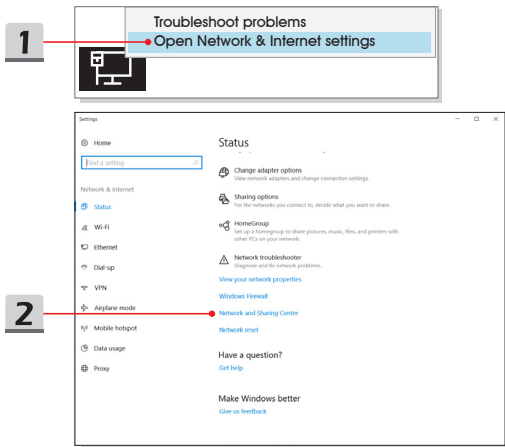 Troubleshoot problems
1
Open Network & Internet settings
Settings
Home
Status
Find a setting
Change adapter options
View network adapters and change connection settings.
Network & Internet
Sharing options
For the networks you connect to, decide what you want to share.
Status
Wi-Fi
HomeGroup
Set up a homegroup to share pictures, music, files, and printers with
other PCs on your network.
Ethernet
Dial-up
Network troubleshooter
Diagnose and fix network problems.
VPN
View your network properties
Airplane mode
Windows Firewall
2
Network and Sharing Center
Mobile hotspot
Network reset
Data usage
Have a question?
Proxy
Get help
Make Windows better
Give us feedback